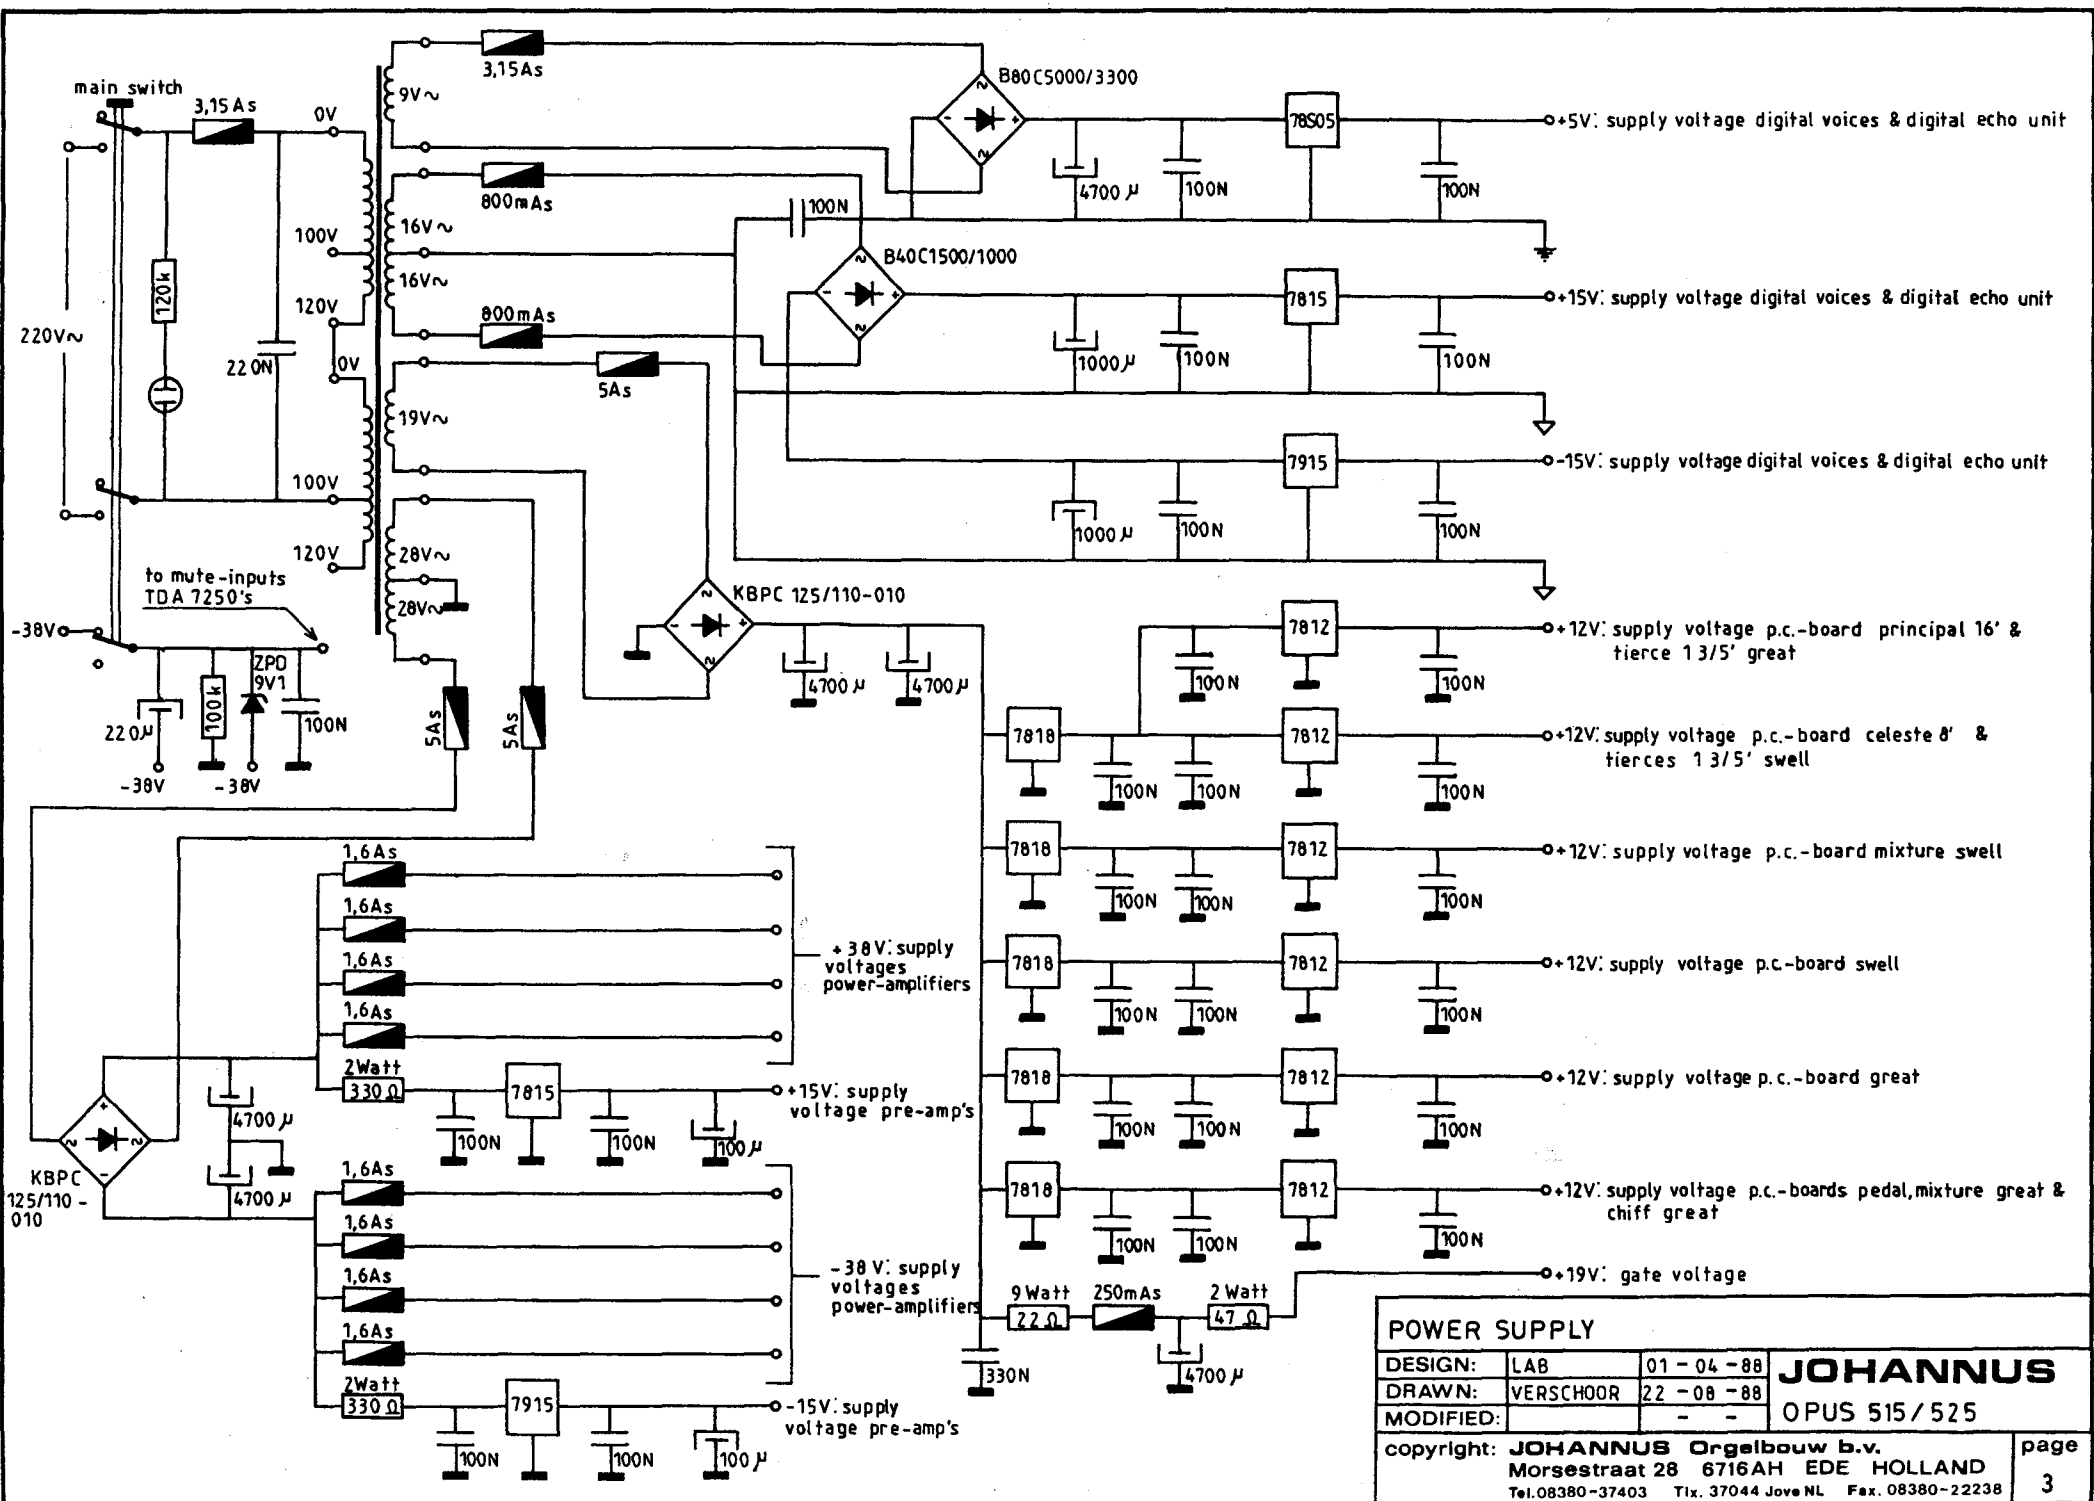 main switch
3,15As
0V
100V
120V
0V
100V
120V
220V~
120k
220N
9V~
16V~
16V~
19V~
28V~
28V~
3,15As
800mAs
800mAs
5As
5As
5As
to mute-inputs
TDA 7250's
-38V
220µ
-38V
100k
ZPD
9V1
-38V
100N
B80C5000/3300
4700µ
100N
78S05
100N
+5V: supply voltage digital voices & digital echo unit
100N
B40C1500/1000
1000µ
100N
7815
100N
+15V: supply voltage digital voices & digital echo unit
1000µ
100N
7915
100N
-15V: supply voltage digital voices & digital echo unit
KBPC 125/110-010
4700µ
4700µ
100N
7812
100N
+12V: supply voltage p.c.-board principal 16' &
tierce 1 3/5' great
7818
100N
100N
7812
100N
+12V: supply voltage p.c.-board celeste 8' &
tierces 1 3/5' swell
7818
100N
100N
7812
100N
+12V: supply voltage p.c.-board mixture swell
7818
100N
100N
7812
100N
+12V: supply voltage p.c.-board swell
7818
100N
100N
7812
100N
+12V: supply voltage p.c.-board great
7818
100N
100N
7812
100N
+12V: supply voltage p.c.-boards pedal, mixture great &
chiff great
9 Watt
22 Ω
250mAs
2 Watt
47 Ω
4700µ
330N
+19V: gate voltage
1,6As
1,6As
1,6As
1,6As
+38V: supply
voltages
power-amplifiers
2Watt
330Ω
100N
7815
100N
100µ
+15V: supply
voltage pre-amp's
KBPC
125/110-
010
4700µ
4700µ
1,6As
1,6As
1,6As
1,6As
-38V: supply
voltages
power-amplifiers
2Watt
330Ω
100N
7915
100N
100µ
-15V: supply
voltage pre-amp's
POWER SUPPLY
DESIGN: LAB 01-04-88
DRAWN: VERSCHOOR 22-08-88
MODIFIED: - -
JOHANNUS
OPUS 515/525
copyright: JOHANNUS Orgelbouw b.v.
Morsestraat 28 6716AH EDE HOLLAND
Tel.08380-37403 Tlx. 37044 Jove NL Fax. 08380-22238
page
3